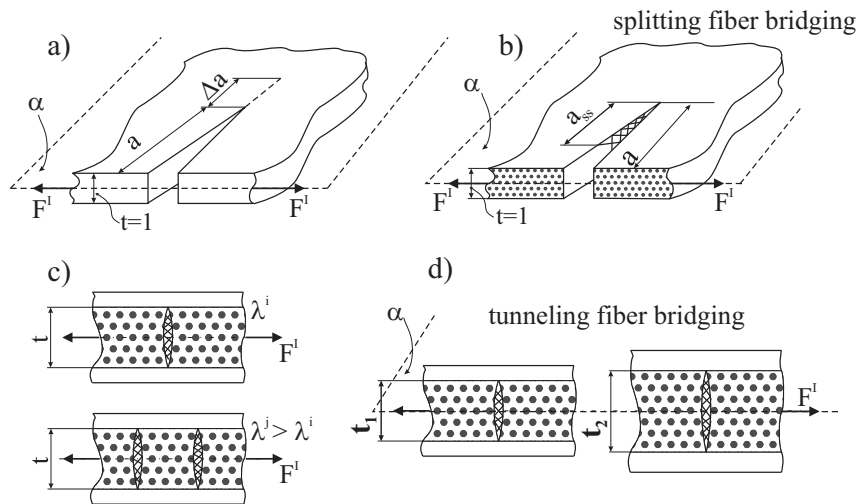 splitting fiber bridging
a)
b)
Δa
α
a
F^I
F^I
t=1
α
a_ss
a
F^I
F^I
t=1
c)
d)
tunneling fiber bridging
λ^i
t
F^I
λ^j > λ^i
t
F^I
α
t_1
t_2
F^I